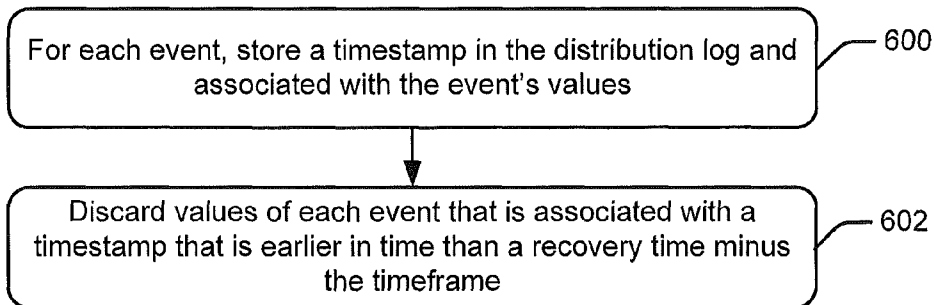 For each event, store a timestamp in the distribution log and
associated with the event's values
600
Discard values of each event that is associated with a
timestamp that is earlier in time than a recovery time minus
the timeframe
602